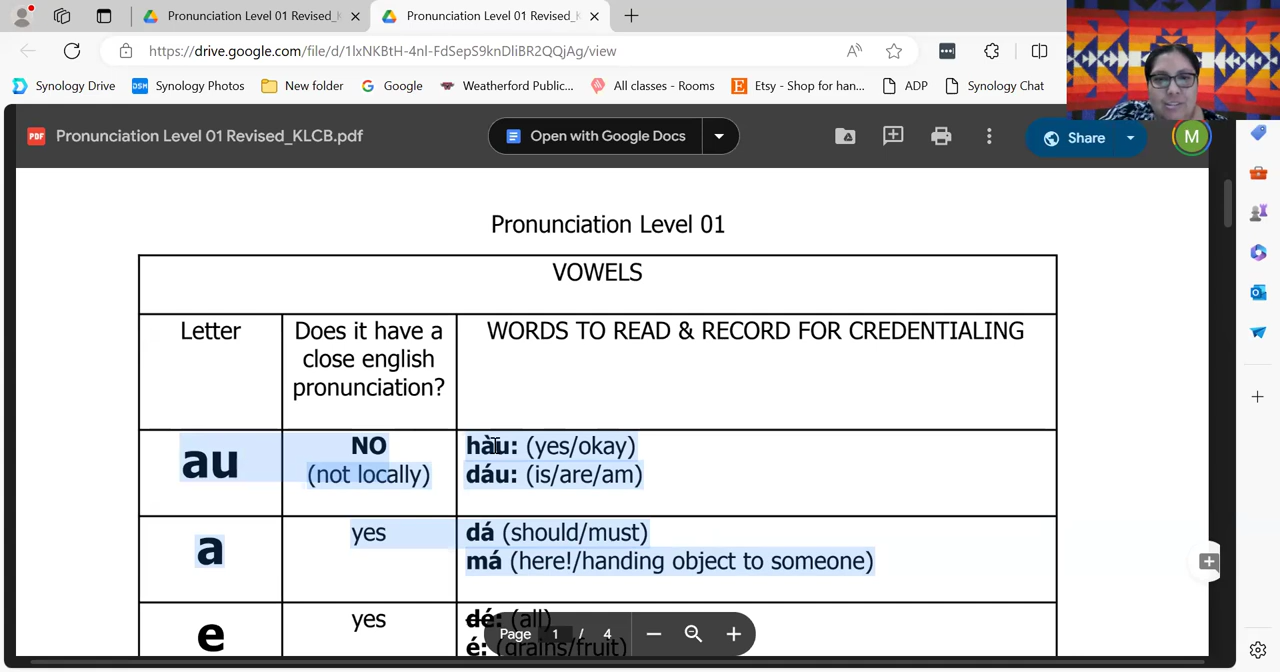 Pronunciation Level 01 Revised_K
Pronunciation Level 01 Revised_K
https://drive.google.com/file/d/1lxNKBtH-4nI-FdSepS9knDliBR2QQjAg/view
Synology Drive
DSM Synology Photos
New folder
Google
Weatherford Public...
All classes - Rooms
Etsy - Shop for han...
ADP
Synology Chat
PDF Pronunciation Level 01 Revised_KLCB.pdf
Open with Google Docs
Share
M
Pronunciation Level 01
VOWELS
Letter
Does it have a
close english
pronunciation?
WORDS TO READ & RECORD FOR CREDENTIALING
au
NO
(not locally)
hàu: (yes/okay)
dáu: (is/are/am)
a
yes
dá (should/must)
má (here!/handing object to someone)
e
yes
dé: (all)
é: (grains/fruit)
Page 1 / 4